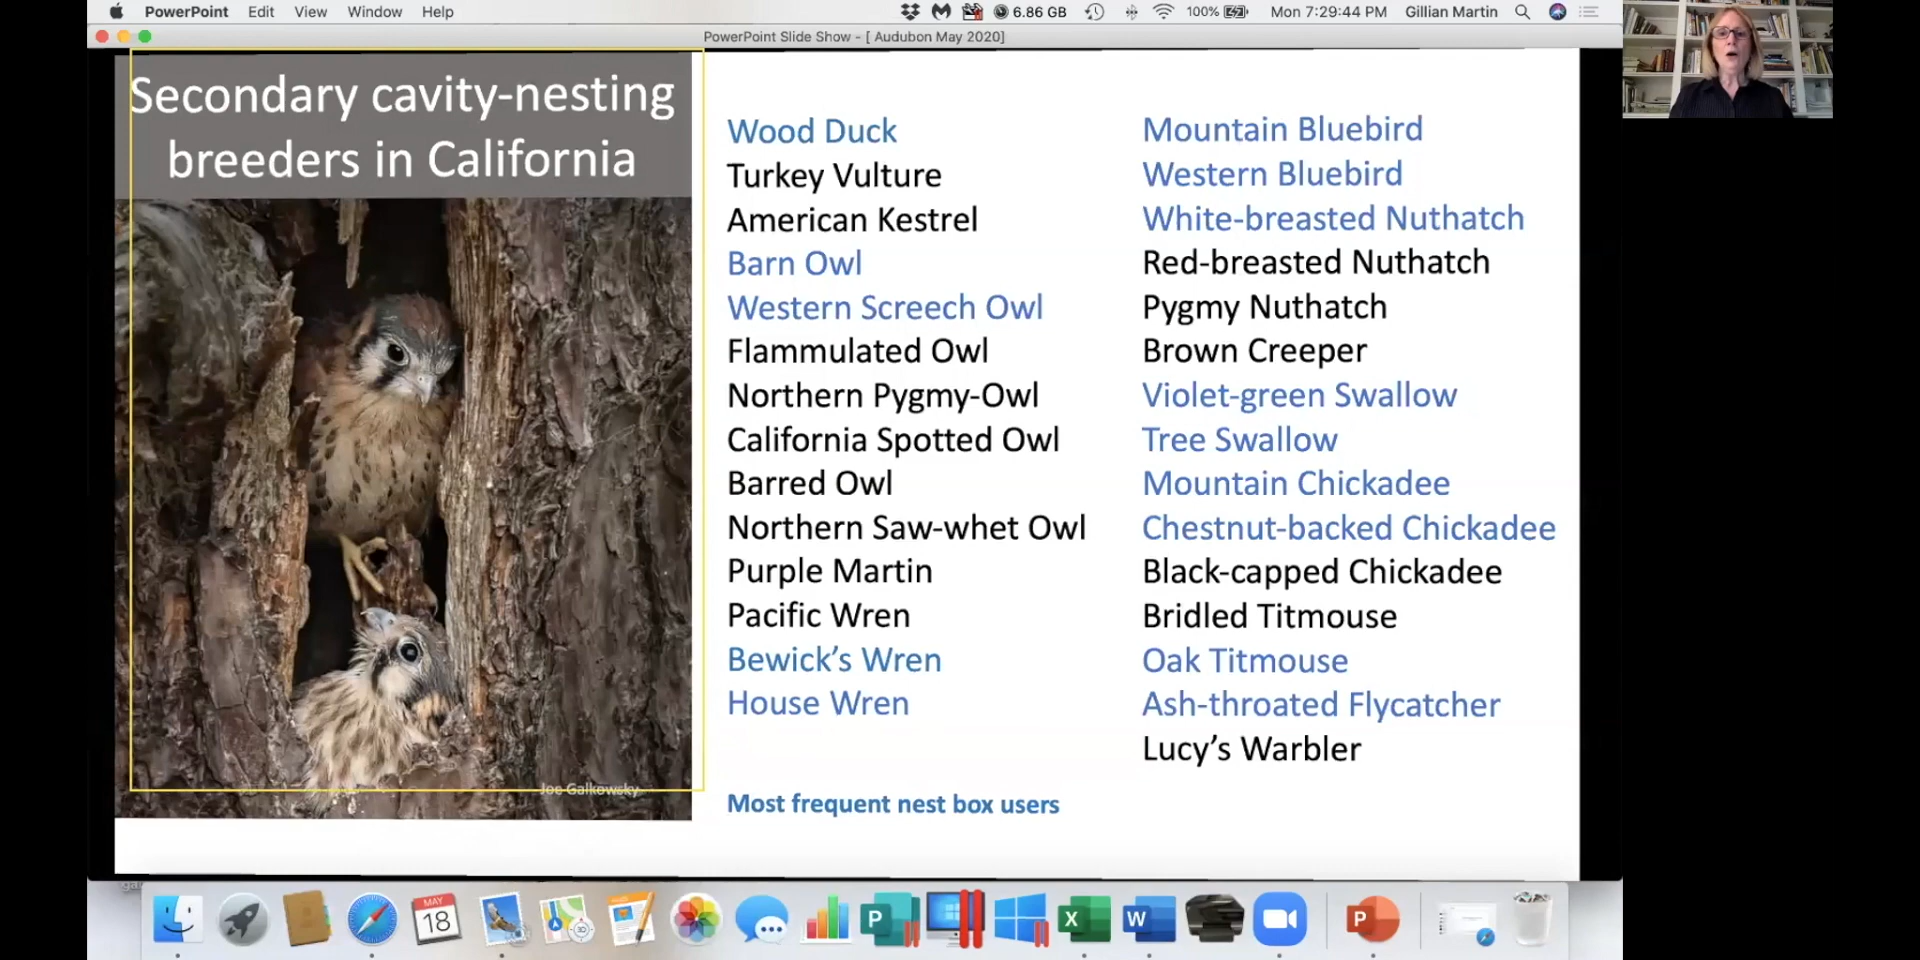 PowerPoint Edit View Window Help 6.86 GB 100% Mon 7:29:44 PM Gillian Martin
PowerPoint Slide Show - [ Audubon May 2020]
Secondary cavity-nesting
breeders in California
Joe Galkowsky
Wood Duck
Turkey Vulture
American Kestrel
Barn Owl
Western Screech Owl
Flammulated Owl
Northern Pygmy-Owl
California Spotted Owl
Barred Owl
Northern Saw-whet Owl
Purple Martin
Pacific Wren
Bewick’s Wren
House Wren
Most frequent nest box users
Mountain Bluebird
Western Bluebird
White-breasted Nuthatch
Red-breasted Nuthatch
Pygmy Nuthatch
Brown Creeper
Violet-green Swallow
Tree Swallow
Mountain Chickadee
Chestnut-backed Chickadee
Black-capped Chickadee
Bridled Titmouse
Oak Titmouse
Ash-throated Flycatcher
Lucy’s Warbler
MAY
18
3D
P
X
W
P